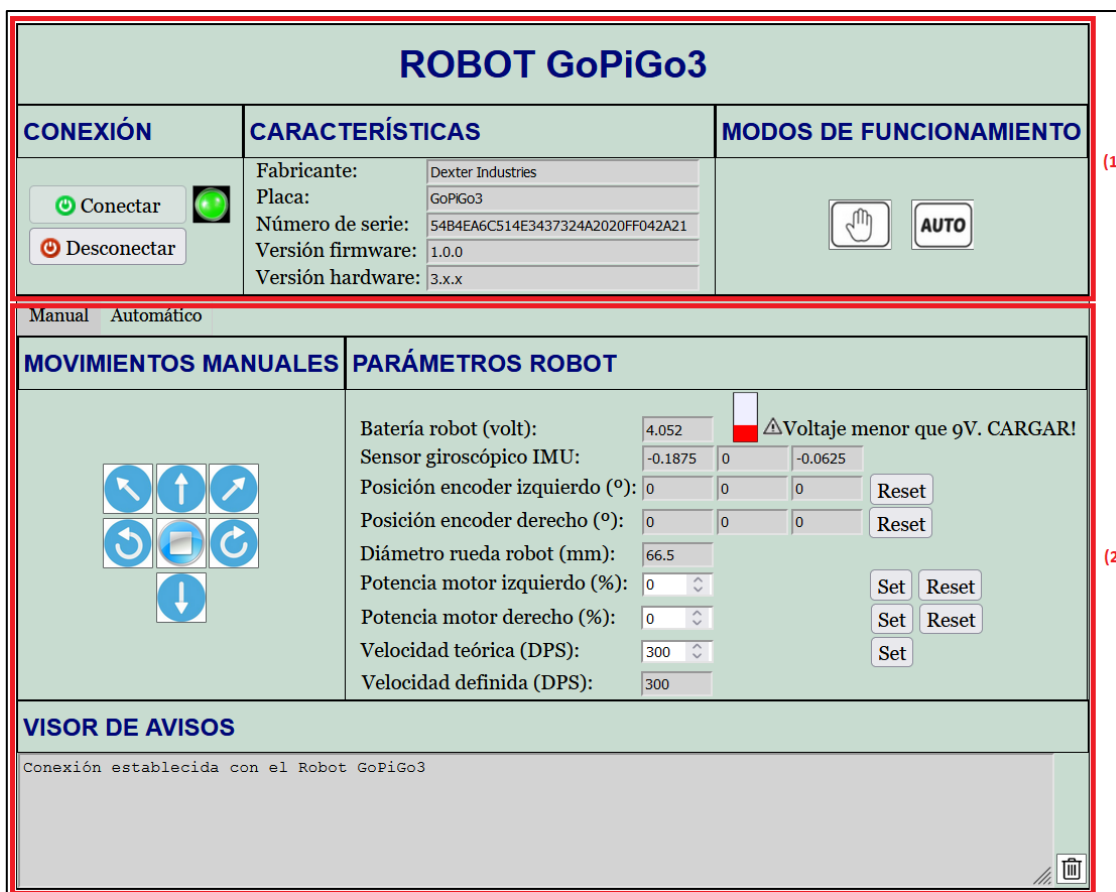 ROBOT GoPiGo3
CONEXIÓN
CARACTERÍSTICAS
MODOS DE FUNCIONAMIENTO
(1
Conectar
Desconectar
Fabricante: Dexter Industries
Placa: GoPiGo3
Número de serie: 54B4EA6C514E3437324A2020FF042A21
Versión firmware: 1.0.0
Versión hardware: 3.x.x
AUTO
Manual Automático
MOVIMIENTOS MANUALES
PARÁMETROS ROBOT
Batería robot (volt): 4.052 ⚠Voltaje menor que 9V. CARGAR!
Sensor giroscópico IMU: -0.1875 0 -0.0625
Posición encoder izquierdo (º): 0 0 0 Reset
Posición encoder derecho (º): 0 0 0 Reset
Diámetro rueda robot (mm): 66.5
Potencia motor izquierdo (%): 0 Set Reset
Potencia motor derecho (%): 0 Set Reset
Velocidad teórica (DPS): 300 Set
Velocidad definida (DPS): 300
(2
VISOR DE AVISOS
Conexión establecida con el Robot GoPiGo3